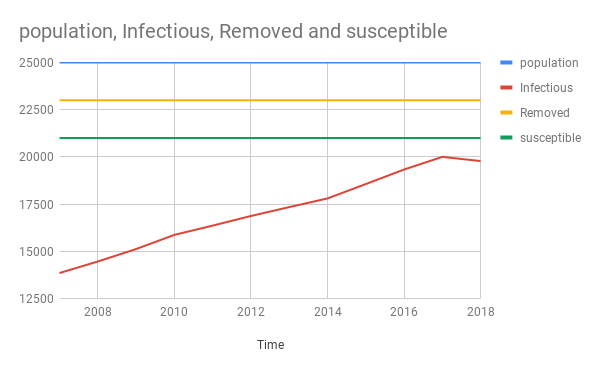 population, Infectious, Removed and susceptible
25000
22500
20000
17500
15000
12500
2008 2010 2012 2014 2016 2018
Time
population
Infectious
Removed
susceptible